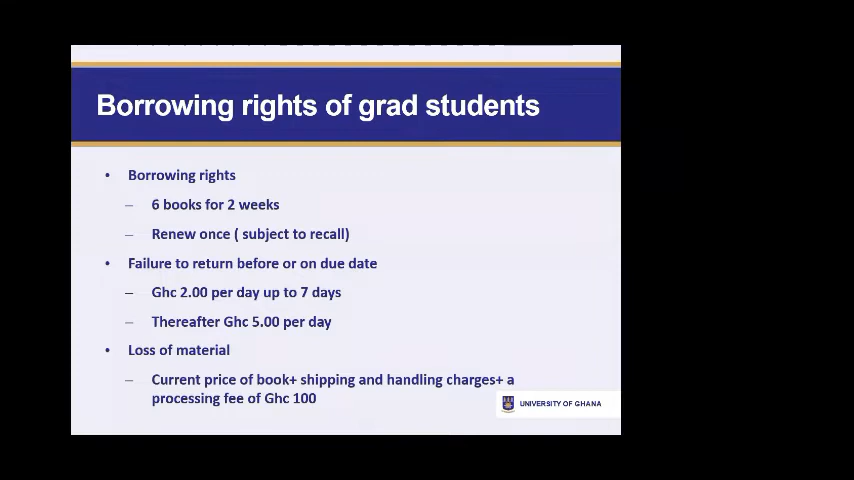 Borrowing rights of grad students
• Borrowing rights
– 6 books for 2 weeks
– Renew once ( subject to recall)
• Failure to return before or on due date
– Ghc 2.00 per day up to 7 days
– Thereafter Ghc 5.00 per day
• Loss of material
– Current price of book+ shipping and handling charges+ a
processing fee of Ghc 100
UNIVERSITY OF GHANA